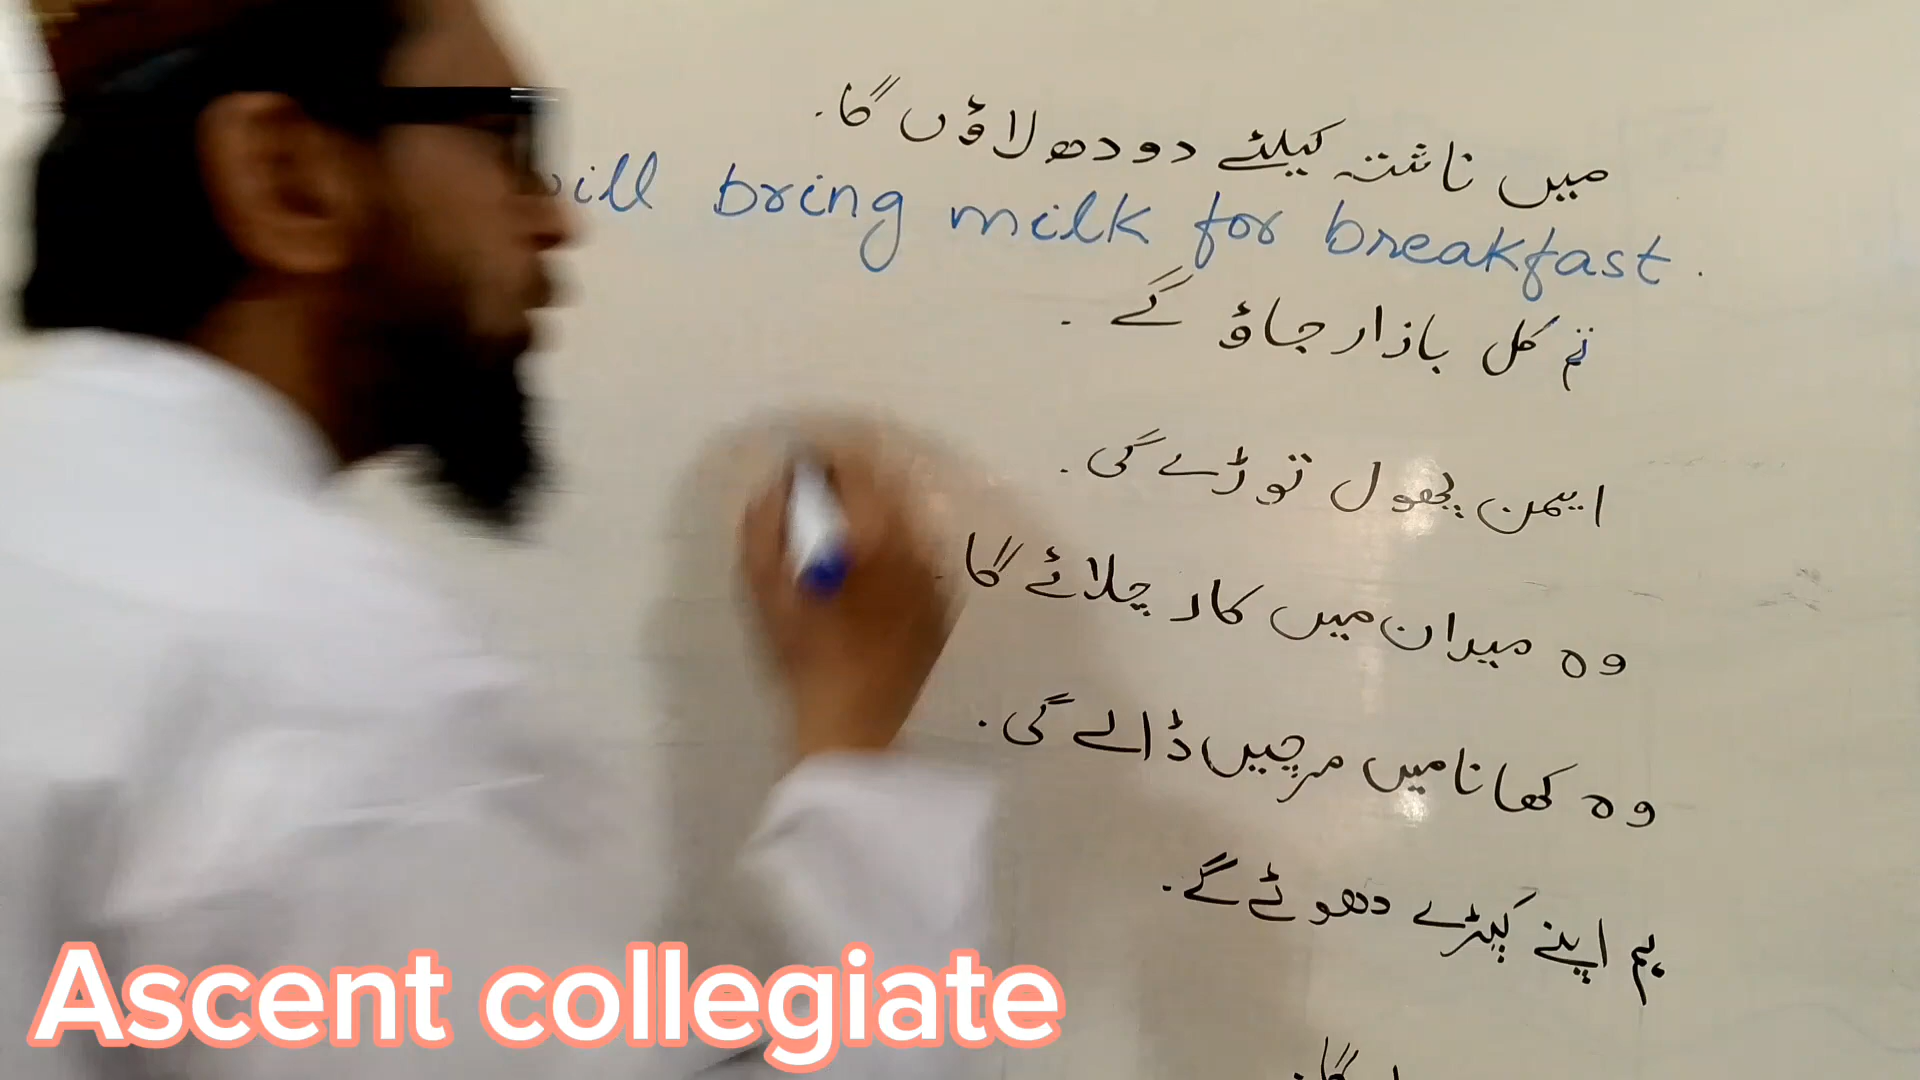 میں ناشتہ کیلئے دودھ لاؤں گا۔
will bring milk for breakfast.
تم کل بازار جاؤ گے۔
ایمن پھول توڑے گی۔
وہ میدان میں کار چلائے گا
وہ کھانا میں مرچیں ڈالے گی۔
ہم اپنے کپڑے دھوئے گے۔
Ascent collegiate